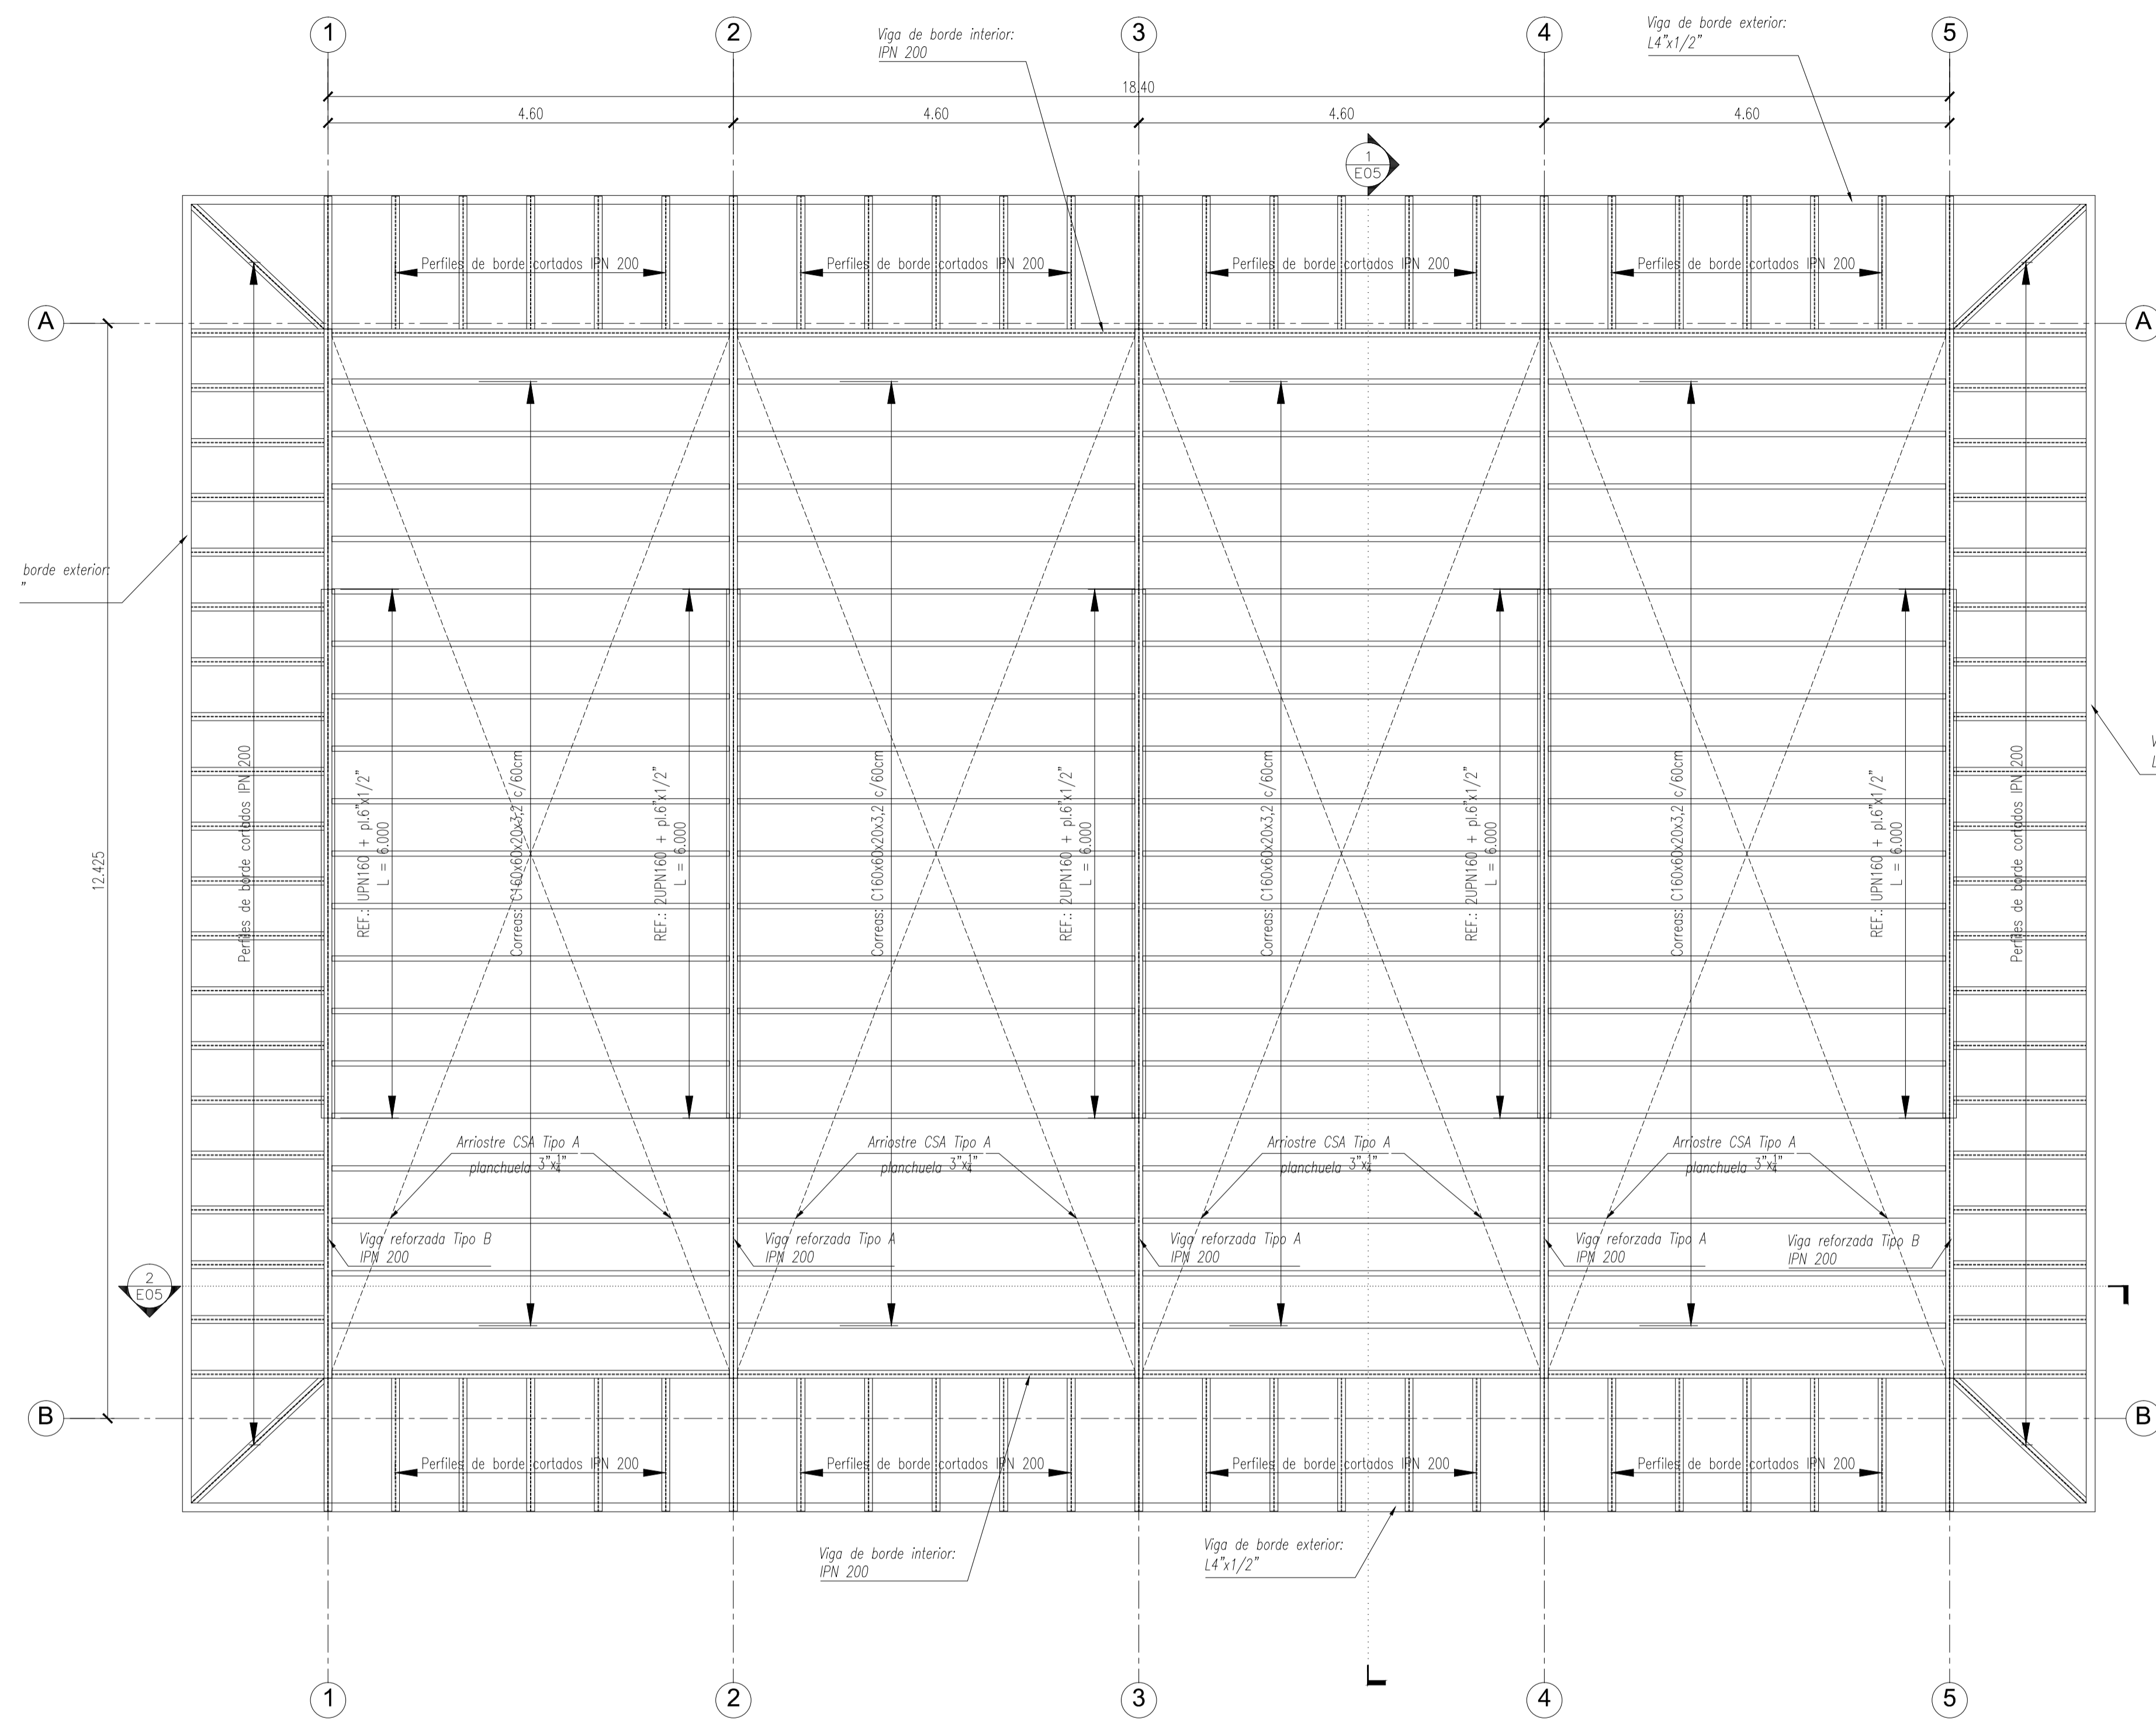 1
2
3
4
5
Viga de borde interior:
IPN 200
Viga de borde exterior:
L4"x1/2"
18.40
4.60
4.60
4.60
4.60
1
E05
Perfiles de borde cortados IPN 200
Perfiles de borde cortados IPN 200
Perfiles de borde cortados IPN 200
Perfiles de borde cortados IPN 200
A
A
borde exterior:
"
12.425
Perfiles de borde cortados IPN 200
REF.: UPN160 + pl.6"x1/2"
L = 6.000
Correas: C160x60x20x3,2 c/60cm
REF.: 2UPN160 + pl.6"x1/2"
L = 6.000
Correas: C160x60x20x3,2 c/60cm
REF.: 2UPN160 + pl.6"x1/2"
L = 6.000
Correas: C160x60x20x3,2 c/60cm
REF.: 2UPN160 + pl.6"x1/2"
L = 6.000
Correas: C160x60x20x3,2 c/60cm
REF.: UPN160 + pl.6"x1/2"
L = 6.000
Perfiles de borde cortados IPN 200
V
L
Arriostre CSA Tipo A
planchuela 3"x1/4"
Arriostre CSA Tipo A
planchuela 3"x1/4"
Arriostre CSA Tipo A
planchuela 3"x1/4"
Arriostre CSA Tipo A
planchuela 3"x1/4"
Viga reforzada Tipo B
IPN 200
Viga reforzada Tipo A
IPN 200
Viga reforzada Tipo A
IPN 200
Viga reforzada Tipo A
IPN 200
Viga reforzada Tipo B
IPN 200
2
E05
B
B
Perfiles de borde cortados IPN 200
Perfiles de borde cortados IPN 200
Perfiles de borde cortados IPN 200
Perfiles de borde cortados IPN 200
Viga de borde interior:
IPN 200
Viga de borde exterior:
L4"x1/2"
1
2
3
4
5